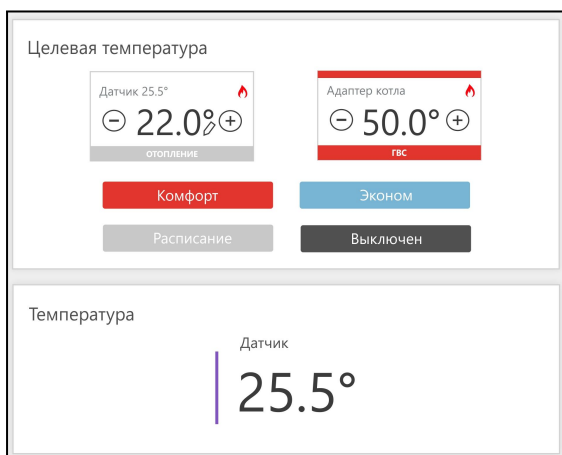 Целевая температура
Датчик 25.5°
22.0°
ОТОПЛЕНИЕ
Адаптер котла
50.0°
ГВС
Комфорт
Эконом
Расписание
Выключен
Температура
Датчик
25.5°